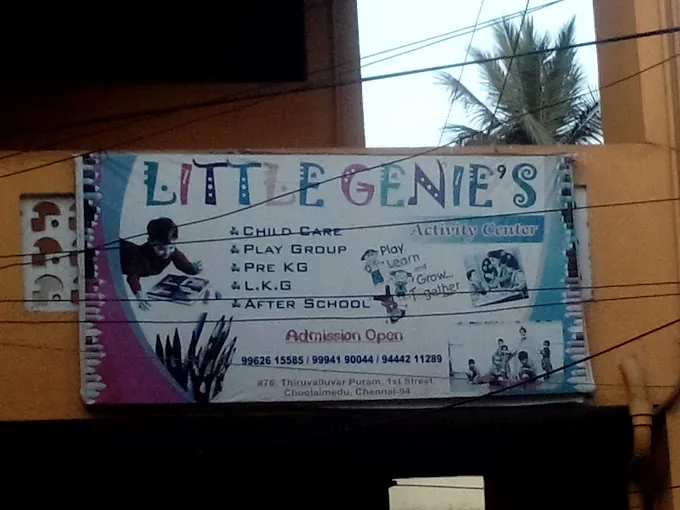 LITTLE GENIE'S
Activity Center
CHILD CARE
PLAY GROUP
PRE KG
L.K.G
AFTER SCHOOL
Play,
Learn
and
Grow...
Together
Admission Open
99626 15565 / 99941 90044 / 94442 11289
#76, Thiruvalluvar Puram, 1st Street,
Choolaimedu, Chennai-94